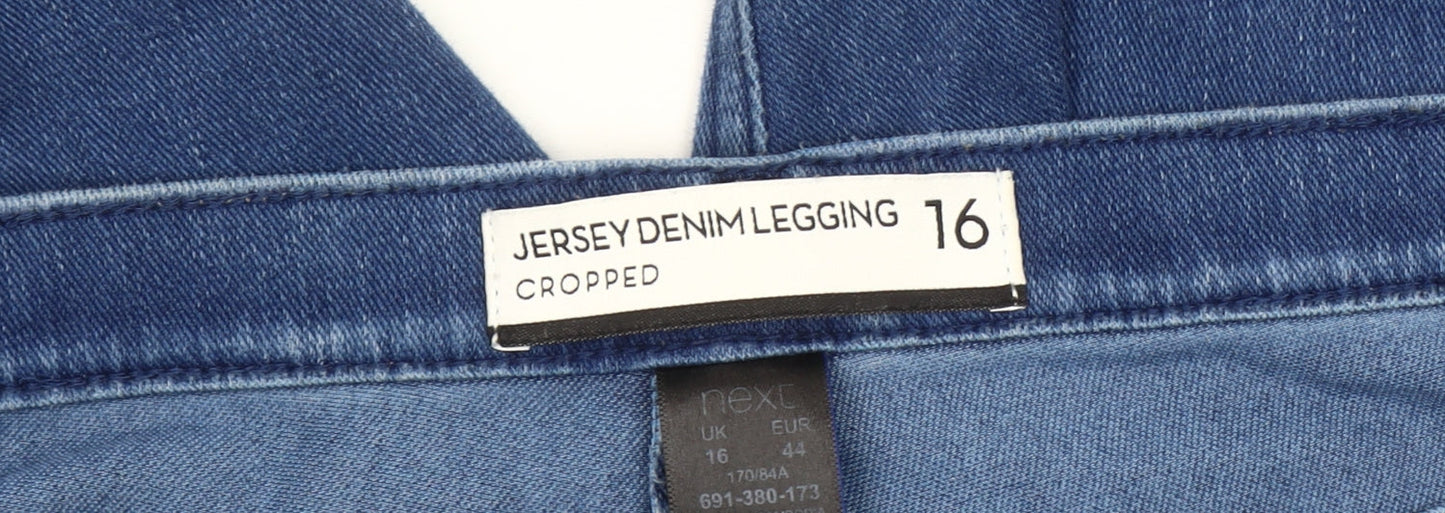 JERSEY DENIM LEGGING 16
CROPPED
next
UK EUR
16 44
170/84A
691-380-173